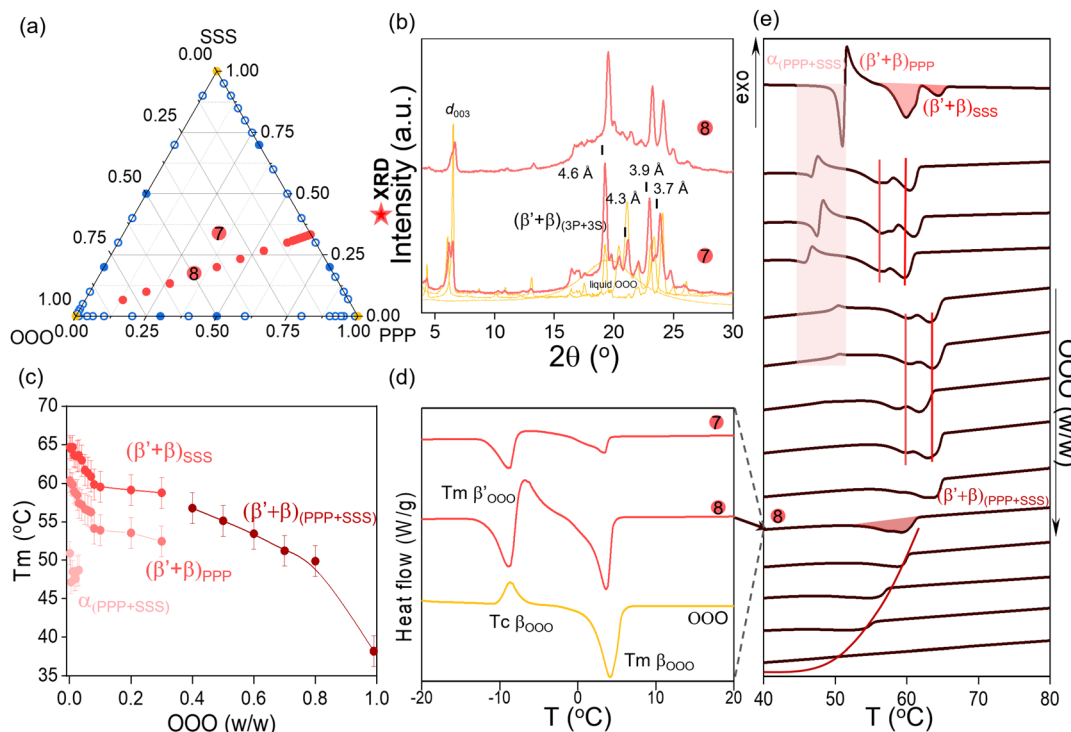 (a)
SSS
0.00
1.00
0.25
0.75
0.50
0.50
7
0.75
0.25
8
1.00
0.00
0.00
0.25
0.50
0.75
1.00
OOO
PPP
XRD
(b)
Intensity (a.u.)
d003
8
4.6 Å
3.9 Å
4.3 Å
3.7 Å
(β'+β)(3P+3S)
7
liquid OOO
10
20
15
25
30
2θ (º)
(c)
70
65
60
55
50
45
40
35
Tm (ºC)
(β'+β)SSS
(β'+β)(PPP+SSS)
(β'+β)PPP
α(PPP+SSS)
0.0
0.2
0.4
0.6
0.8
1.0
OOO (w/w)
(d)
Heat flow (W/g)
7
Tm β'OOO
8
OOO
Tc βOOO
Tm βOOO
-20
-10
0
10
20
T (ºC)
(e)
exo
α(PPP+SSS)
(β'+β)PPP
(β'+β)SSS
OOO (w/w)
(β'+β)(PPP+SSS)
8
40
50
60
70
80
T (ºC)